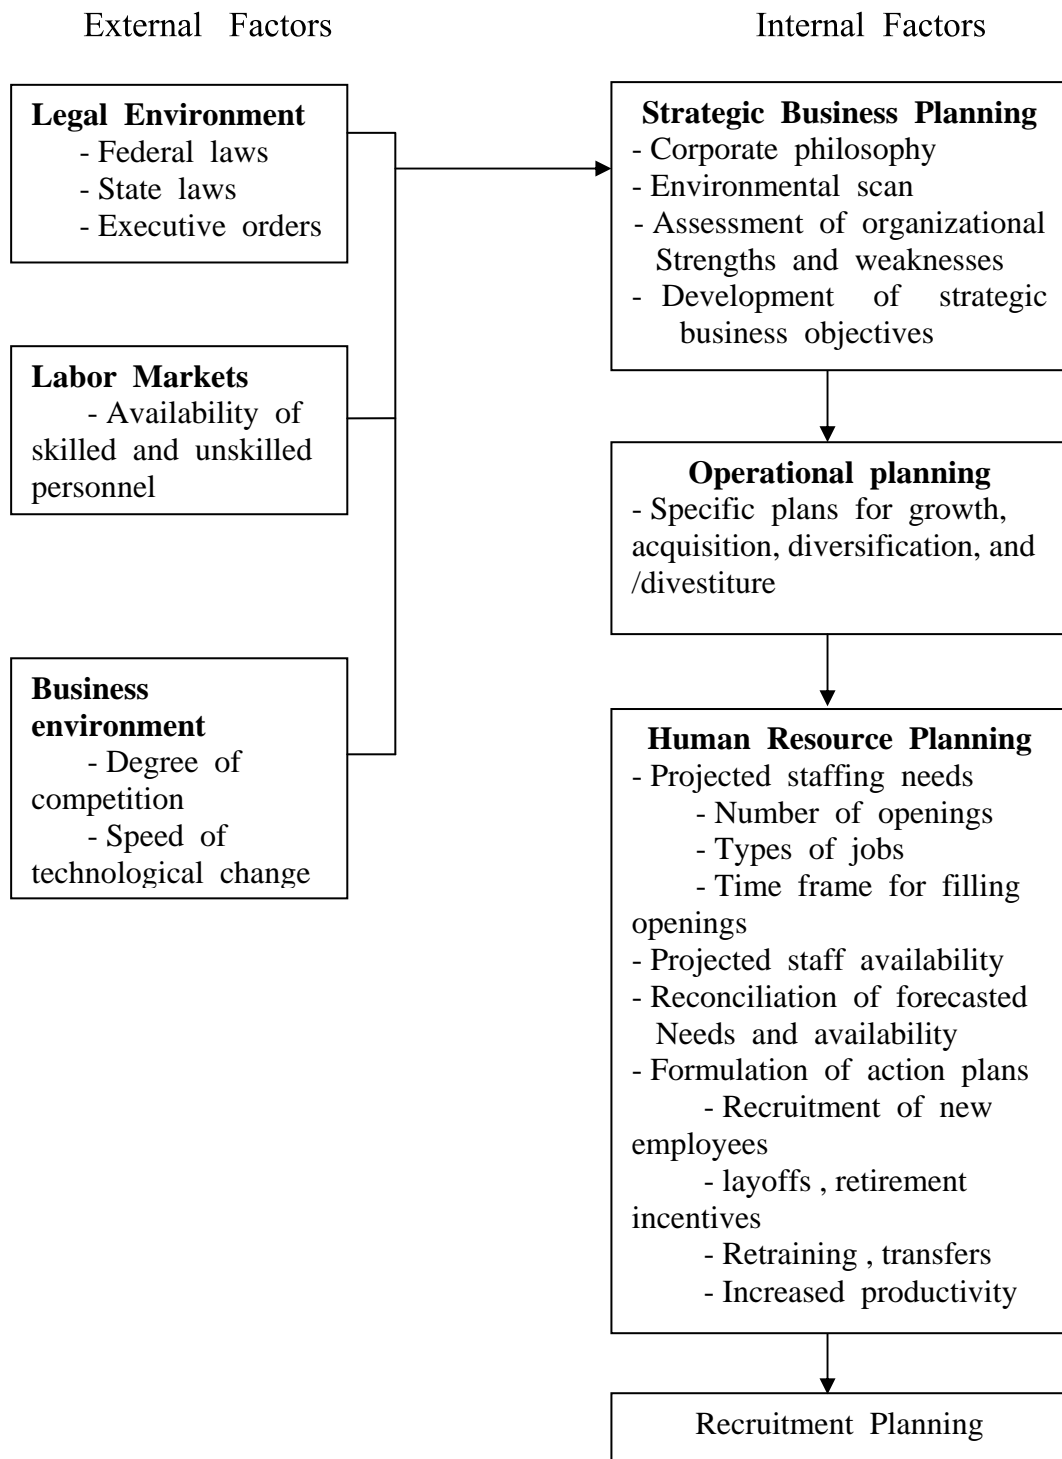 External Factors
Internal Factors
Legal Environment
- Federal laws
- State laws
- Executive orders
Labor Markets
- Availability of
skilled and unskilled
personnel
Business
environment
- Degree of
competition
- Speed of
technological change
Strategic Business Planning
- Corporate philosophy
- Environmental scan
- Assessment of organizational
Strengths and weaknesses
- Development of strategic
business objectives
Operational planning
- Specific plans for growth,
acquisition, diversification, and
/divestiture
Human Resource Planning
- Projected staffing needs
- Number of openings
- Types of jobs
- Time frame for filling
openings
- Projected staff availability
- Reconciliation of forecasted
Needs and availability
- Formulation of action plans
- Recruitment of new
employees
- layoffs , retirement
incentives
- Retraining , transfers
- Increased productivity
Recruitment Planning